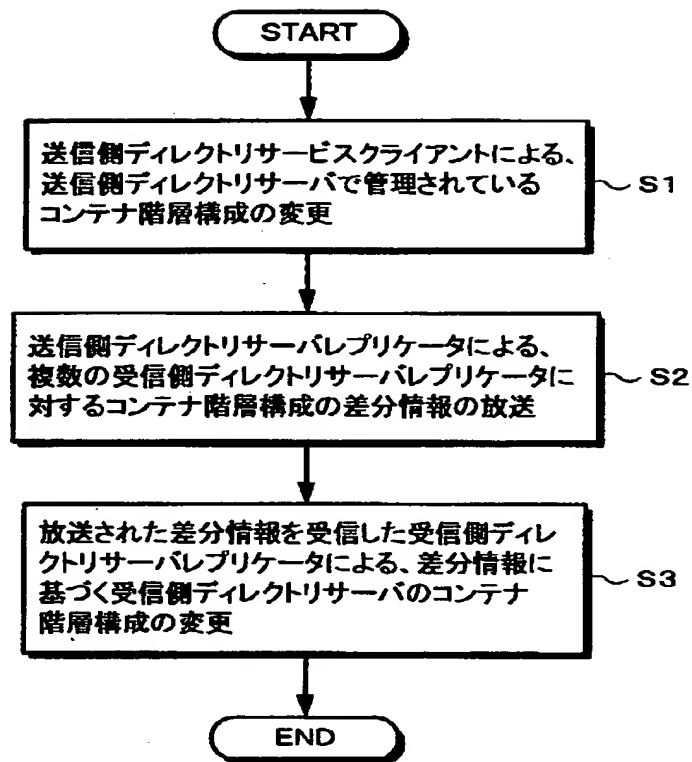 START
送信側ディレクトリサービスクライアントによる、
送信側ディレクトリサーバで管理されている
コンテナ階層構成の変更
S1
送信側ディレクトリサーバレプリケータによる、
複数の受信側ディレクトリサーバレプリケータに
対するコンテナ階層構成の差分情報の放送
S2
放送された差分情報を受信した受信側ディレ
クトリサーバレプリケータによる、差分情報に
基づく受信側ディレクトリサーバのコンテナ
階層構成の変更
S3
END